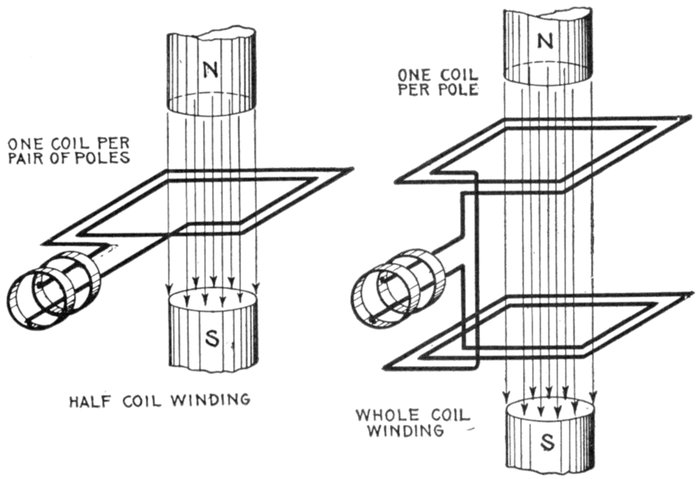 N
ONE COIL PER
PAIR OF POLES
S
HALF COIL WINDING
N
ONE COIL
PER POLE
S
WHOLE COIL
WINDING